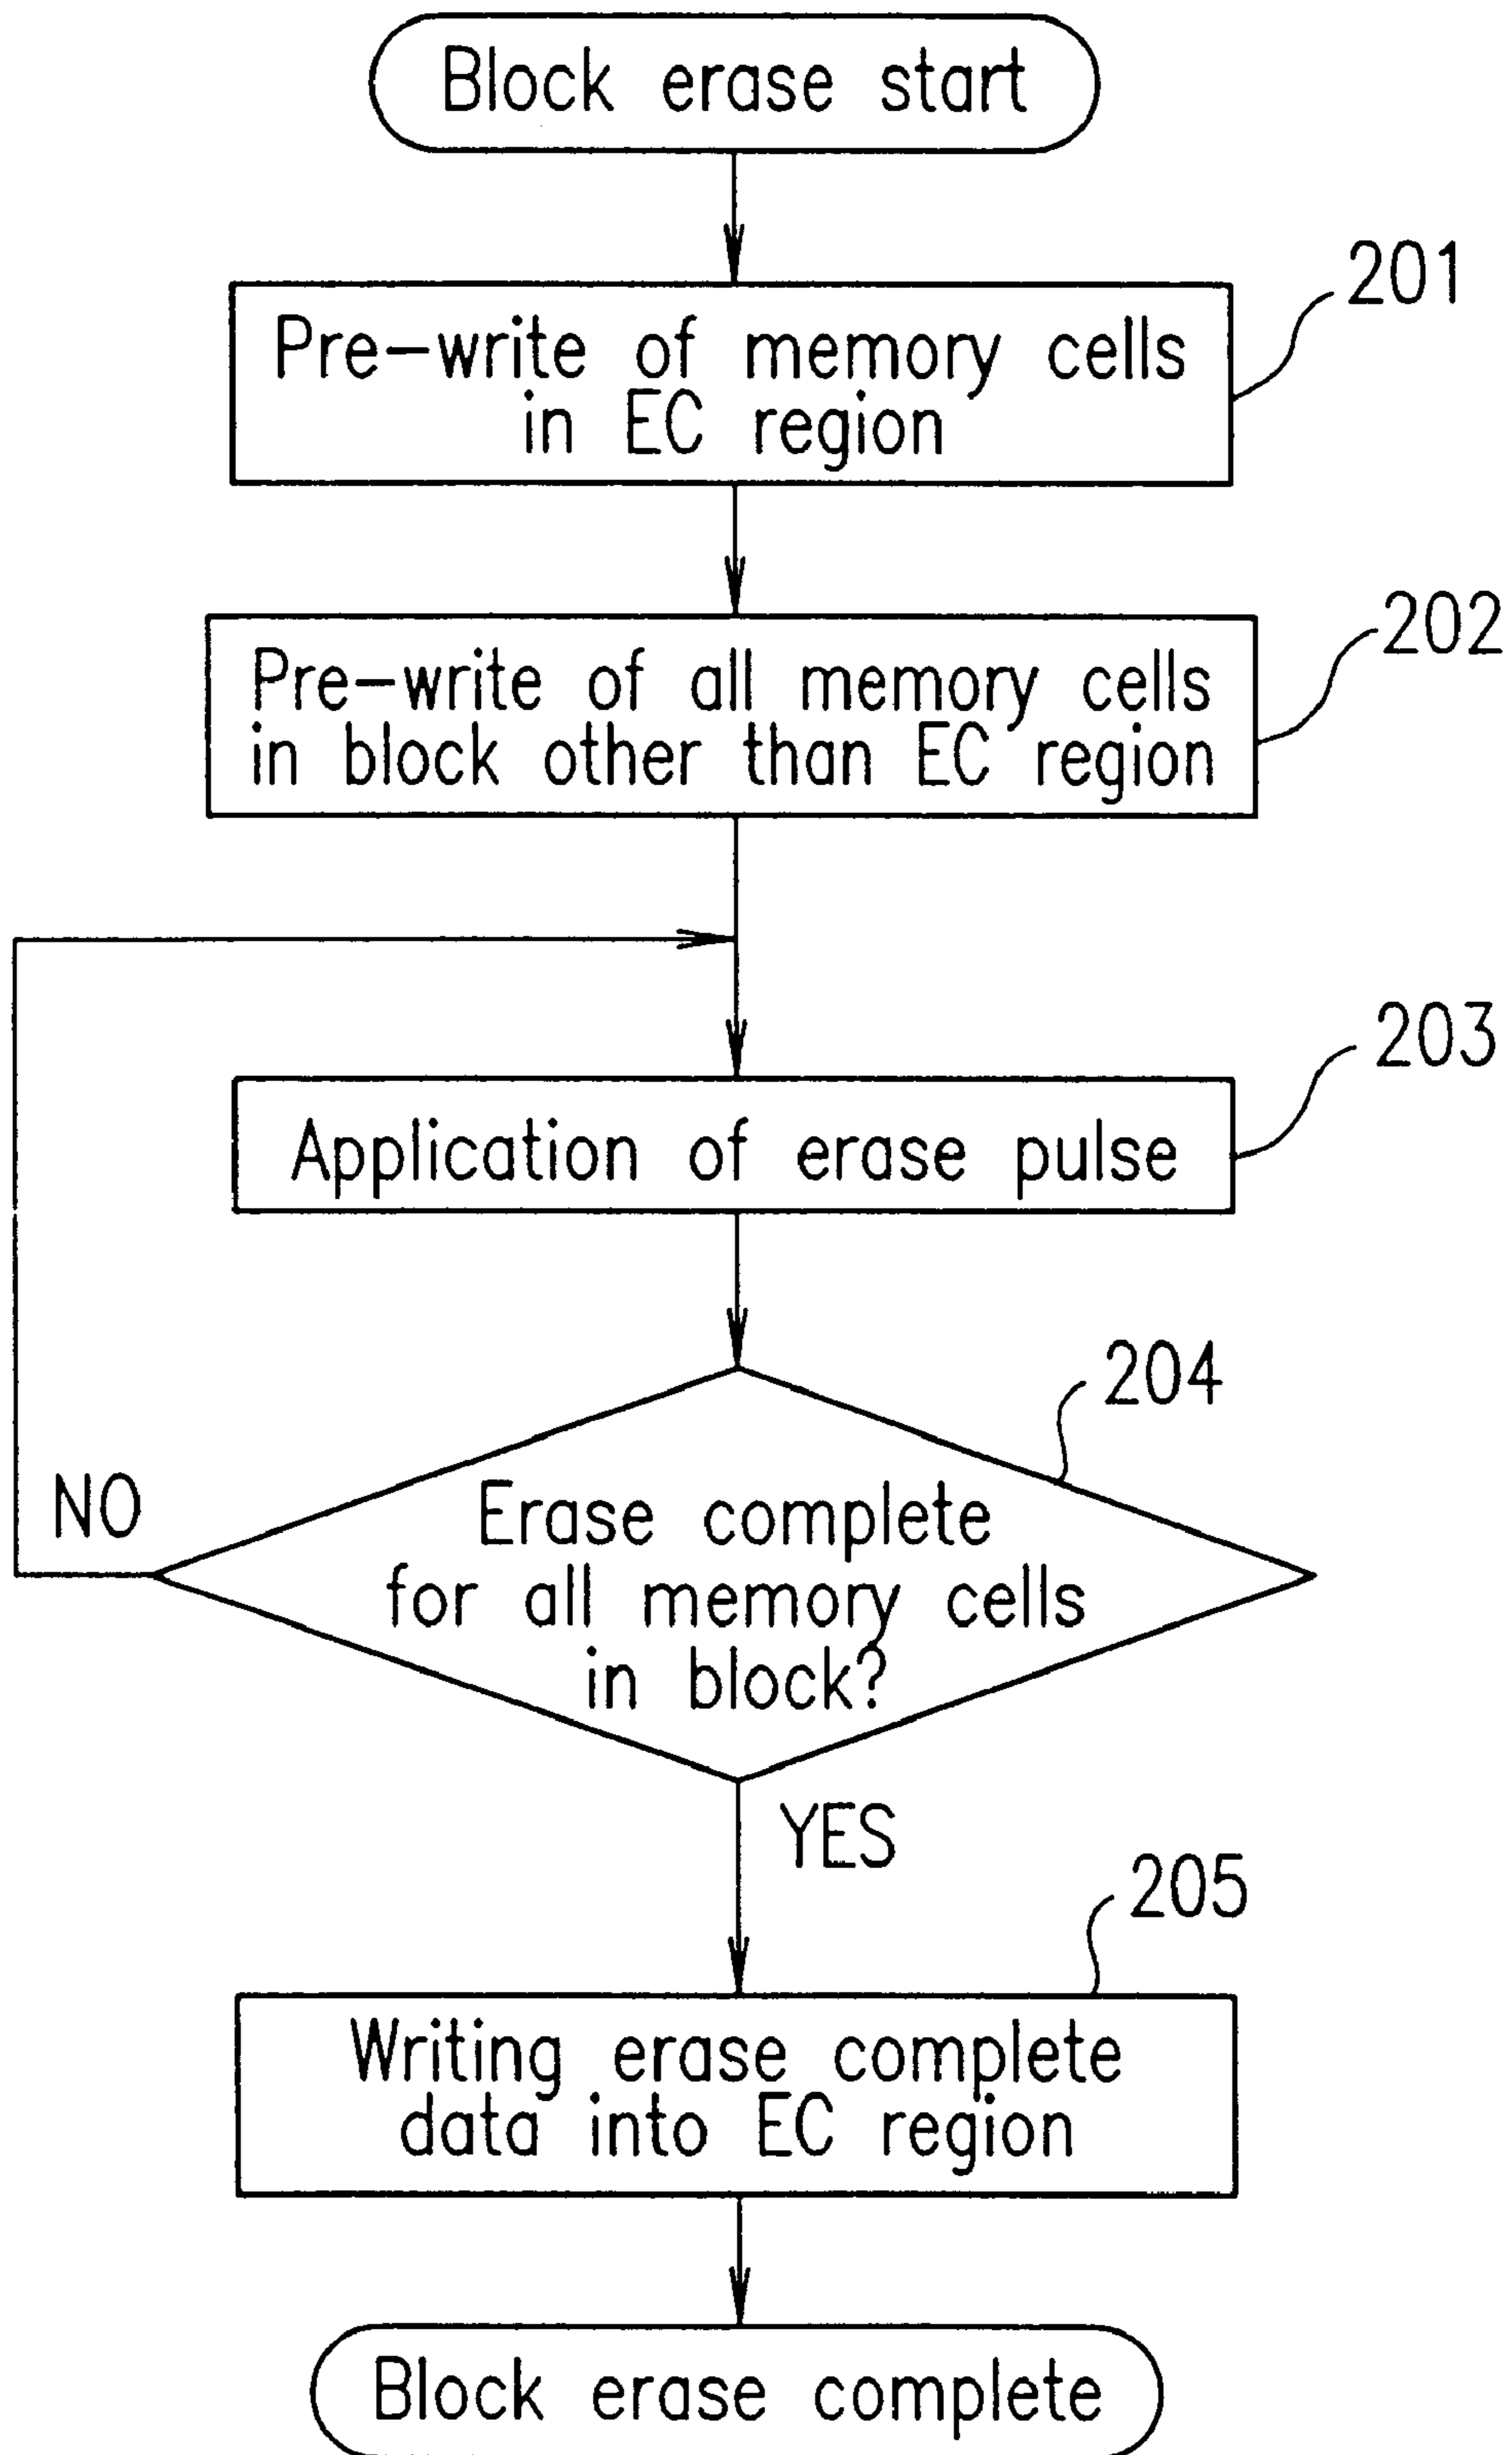 Block erase start
201
Pre-write of memory cells
in EC region
202
Pre-write of all memory cells
in block other than EC region
203
Application of erase pulse
204
Erase complete
for all memory cells
in block?
NO
YES
205
Writing erase complete
data into EC region
Block erase complete